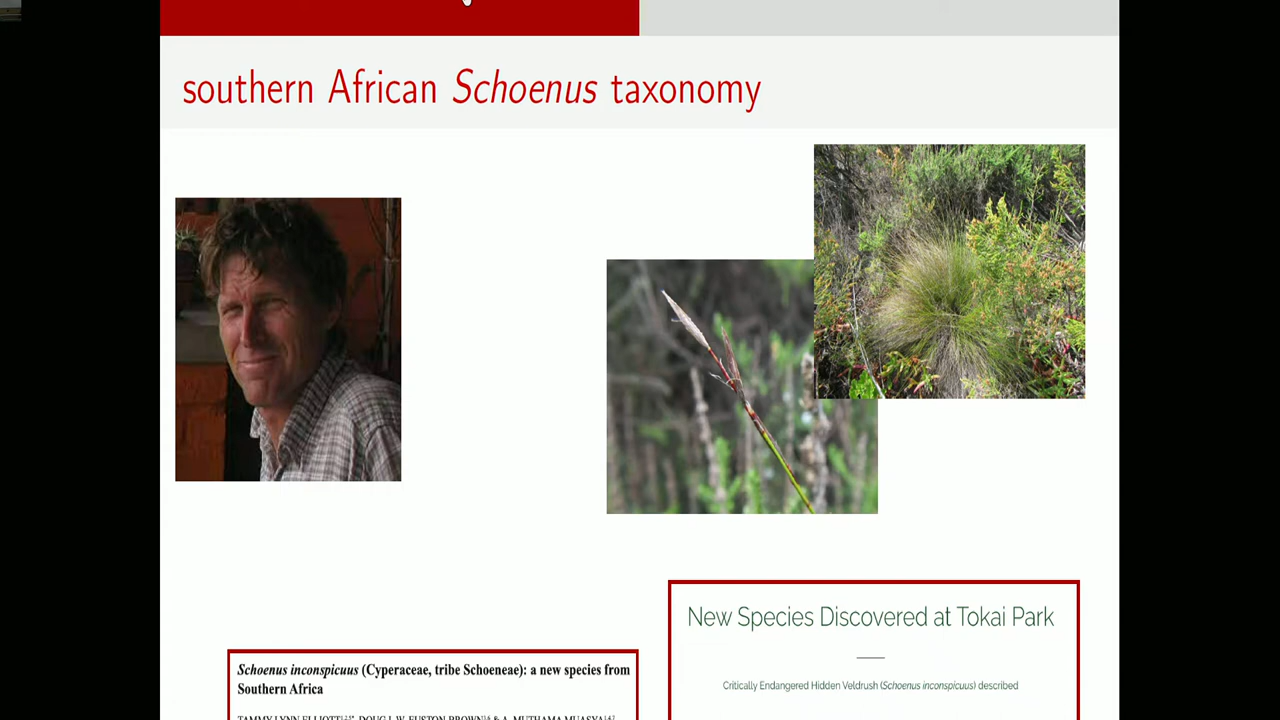 southern African Schoenus taxonomy
New Species Discovered at Tokai Park
Critically Endangered Hidden Veldrush (Schoenus inconspicuus) described
Schoenus inconspicuus (Cyperaceae, tribe Schoeneae): a new species from
Southern Africa